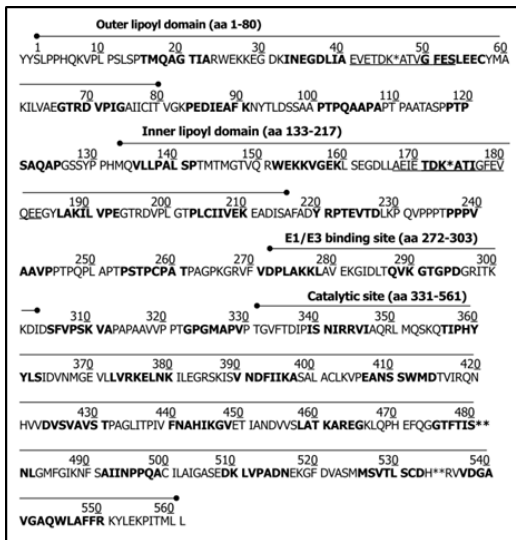 Outer lipoyl domain (aa 1-80)
1 10 20 30 40 50 60
YYSLPPHQKVPL PSLSPTMQAG TIARWEKKEG DKINEGDLIA EVETDK*ATVG FESLEECYMA
70 80 90 100 110 120
KILVAEGTRD VPIGAIICIT VGKPEDIEAF KNYTLDSSAA PTPQAAPAPT PAATASPPTP
Inner lipoyl domain (aa 133-217)
130 140 150 160 170 180
SAQAPGSSYP PHMQVLLPAL SPTMTMGTVQ RWEKKVGEKL SEGDLLAEIE TDK*ATIGFEV
190 200 210 220 230 240
QEEGYLAKIL VPEGTRDVPL GTPLCIIVEK EADISAFADY RPTEVTDLKP QVPPPTPPPV
E1/E3 binding site (aa 272-303)
250 260 270 280 290 300
AAVPPTPQPL APTPSTPCPA TPAGPKGRVF VDPLAKKLAV EKGIDLTQVK GTGPDGRITK
Catalytic site (aa 331-561)
310 320 330 340 350 360
KDIDSFVPSK VAPAPAAVVP PTGPGMAPVP TGVFTDIPIS NIRRVIAQRL MQSKQTIPHY
370 380 390 400 410 420
YLSIDVNMGE VLLVRKELNK ILEGRSKISV NDFIIKASAL ACLKVPEANS SWMDTVIRQN
430 440 450 460 470 480
HVVDVSVAVS TPAGLITPIV FNAHIKGVET IANDVVSLAT KAREGKLQPH EFQGGTFTIS**
490 500 510 520 530 540
NLGMFGIKNF SAIINPPQAC ILAIGASEDK LVPADNEKGF DVASMMSVTL SCDH**RVVDGA
550 560
VGAQWLAFFR KYLEKPITML L